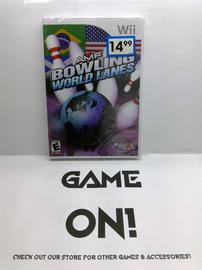 Wii
14.99
AMF
BOWLING
WORLD LANES
E
GAME
ON!
CHECK OUT OUR STORE FOR OTHER GAMES & ACCESSORIES!